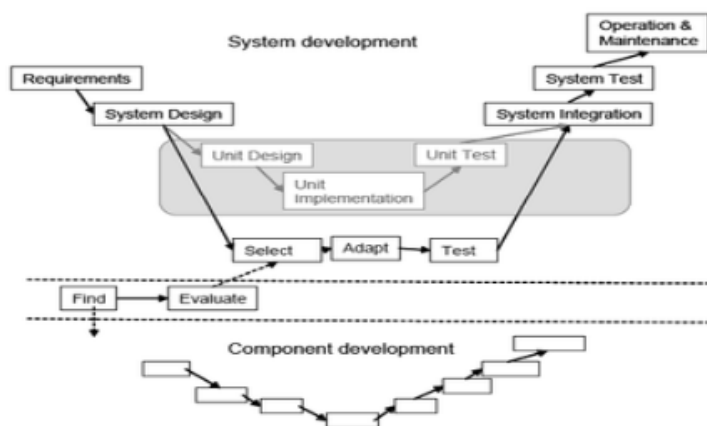 System development
Operation &
Maintenance
Requirements
System Test
System Design
System Integration
Unit Design
Unit Test
Unit
Implementation
Select
Adapt
Test
Find
Evaluate
Component development